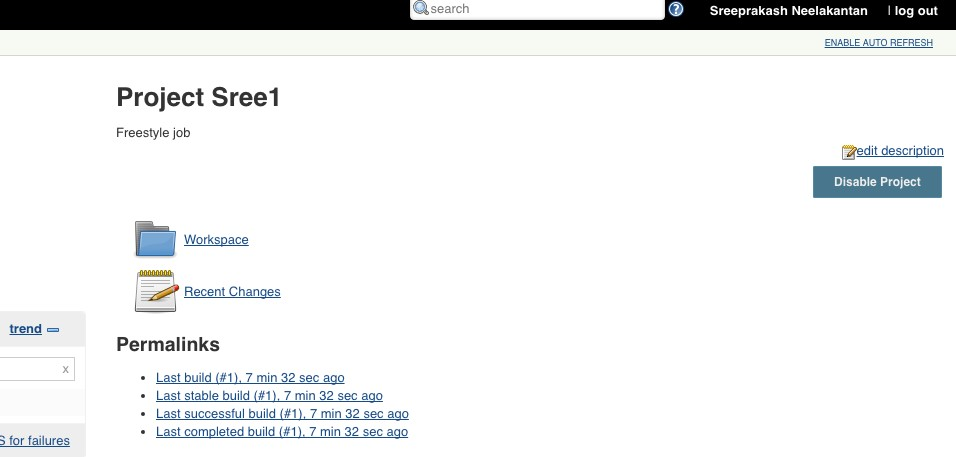 search
Sreeprakash Neelakantan | log out
ENABLE AUTO REFRESH
Project Sree1
Freestyle job
edit description
Disable Project
Workspace
Recent Changes
trend
x
Permalinks
Last build (#1), 7 min 32 sec ago
Last stable build (#1), 7 min 32 sec ago
Last successful build (#1), 7 min 32 sec ago
Last completed build (#1), 7 min 32 sec ago
S for failures